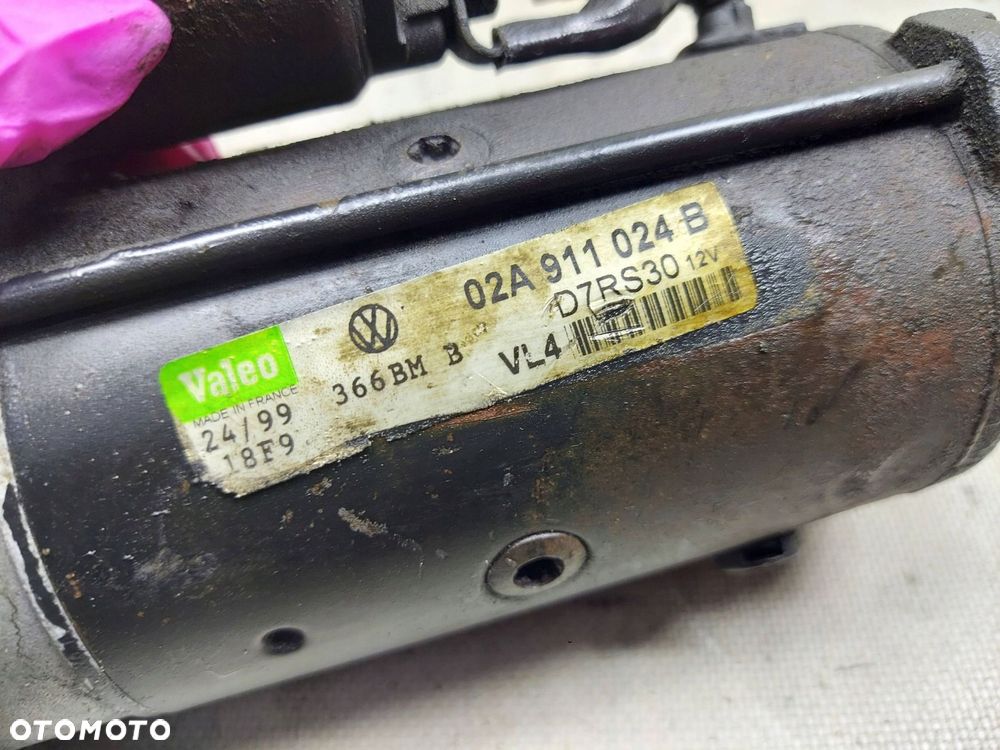 02A 911 024 B
D7RS30 12V
VL4
366BM B
Valeo
MADE IN FRANCE
24/99
18F9
OTOMOTO